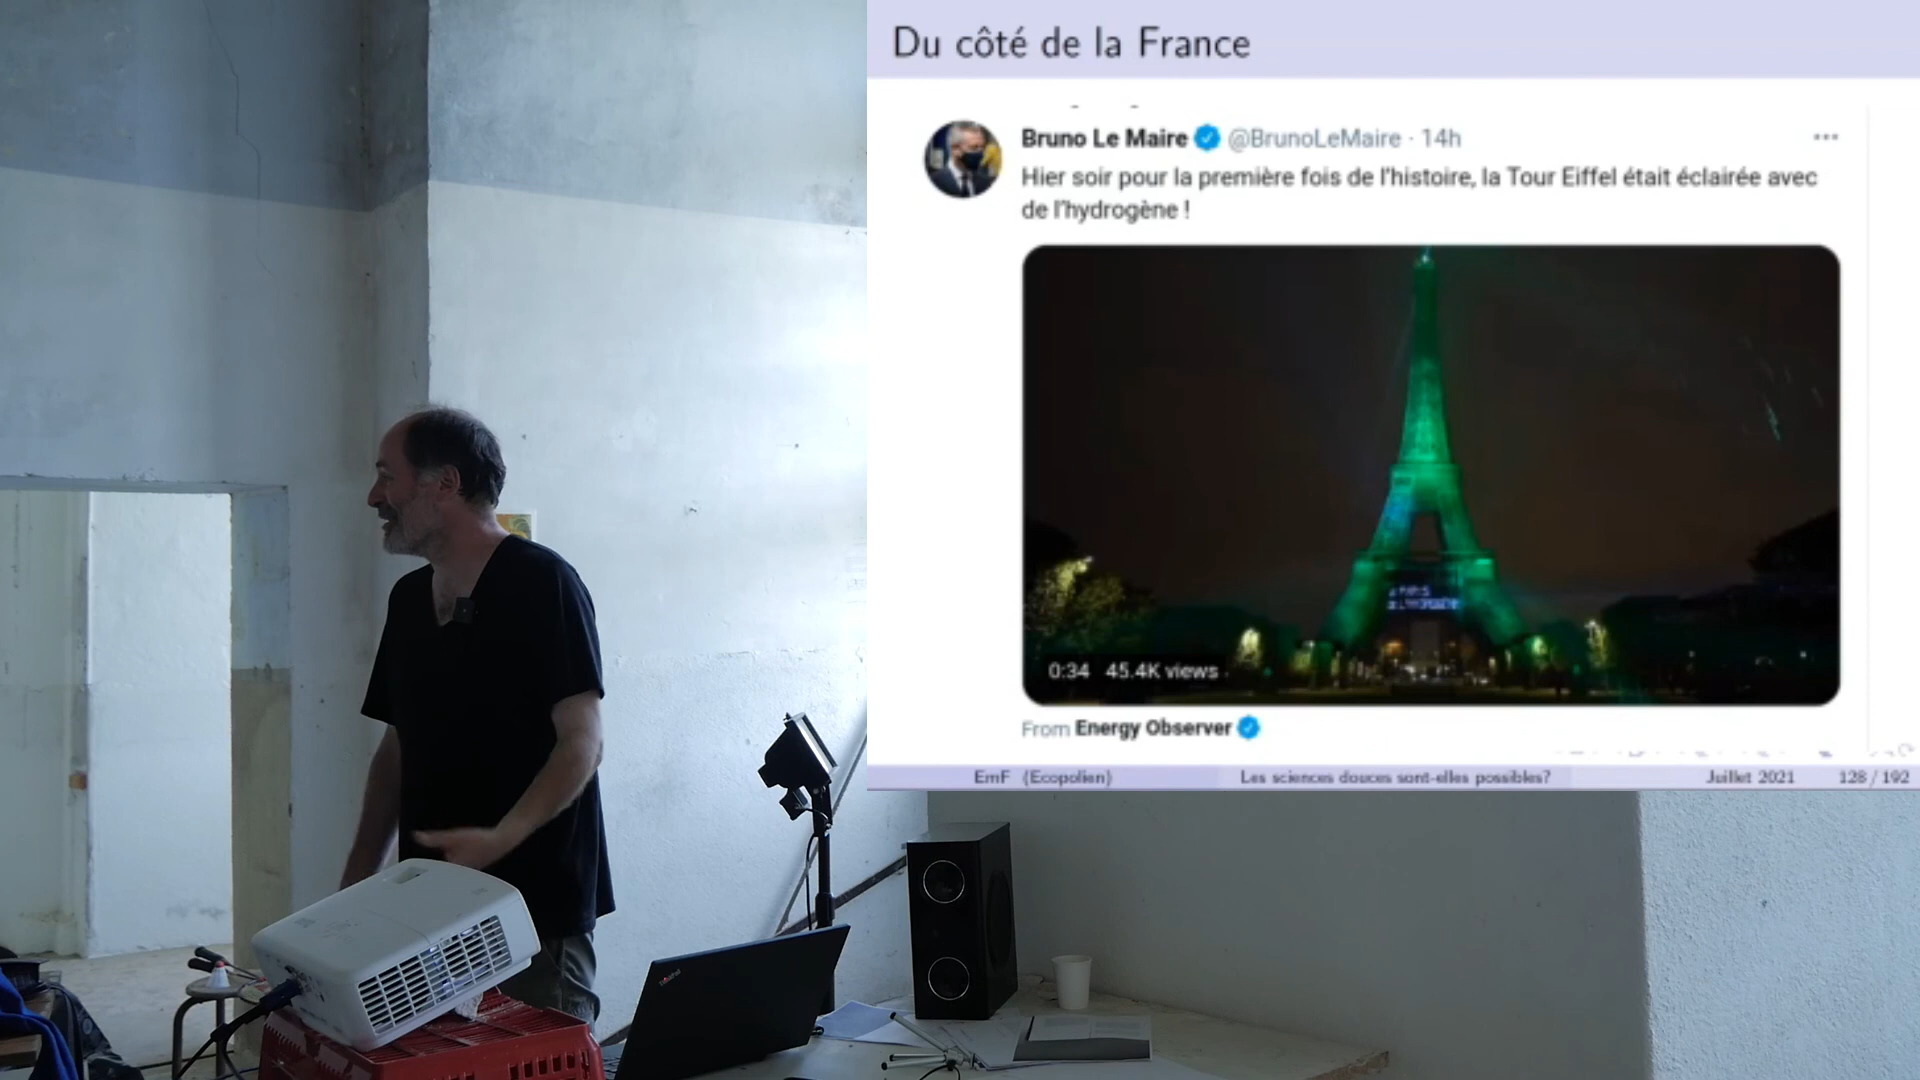 Du côté de la France
Bruno Le Maire @BrunoLeMaire · 14h
Hier soir pour la première fois de l'histoire, la Tour Eiffel était éclairée avec
de l'hydrogène !
0:34 45.4K views
From Energy Observer
EmF (Ecopolien) Les sciences douces sont-elles possibles? Juillet 2021 128 / 192
ThinkPad